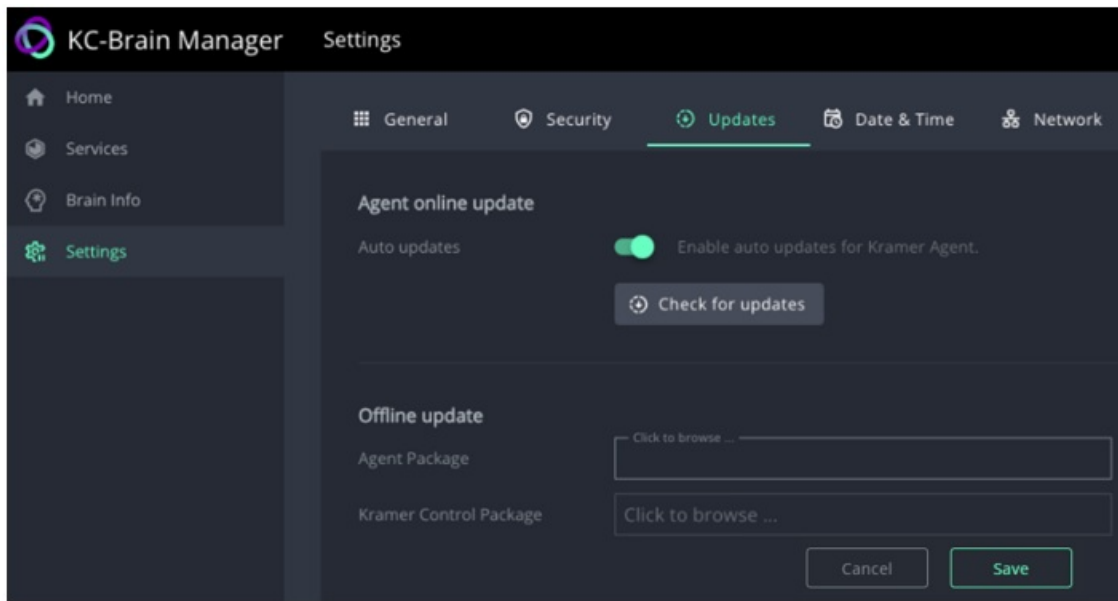 KC-Brain Manager Settings
Home
Services
Brain Info
Settings
General Security Updates Date & Time Network
Agent online update
Auto updates Enable auto updates for Kramer Agent.
Check for updates
Offline update
Click to browse ...
Agent Package
Kramer Control Package Click to browse ...
Cancel Save